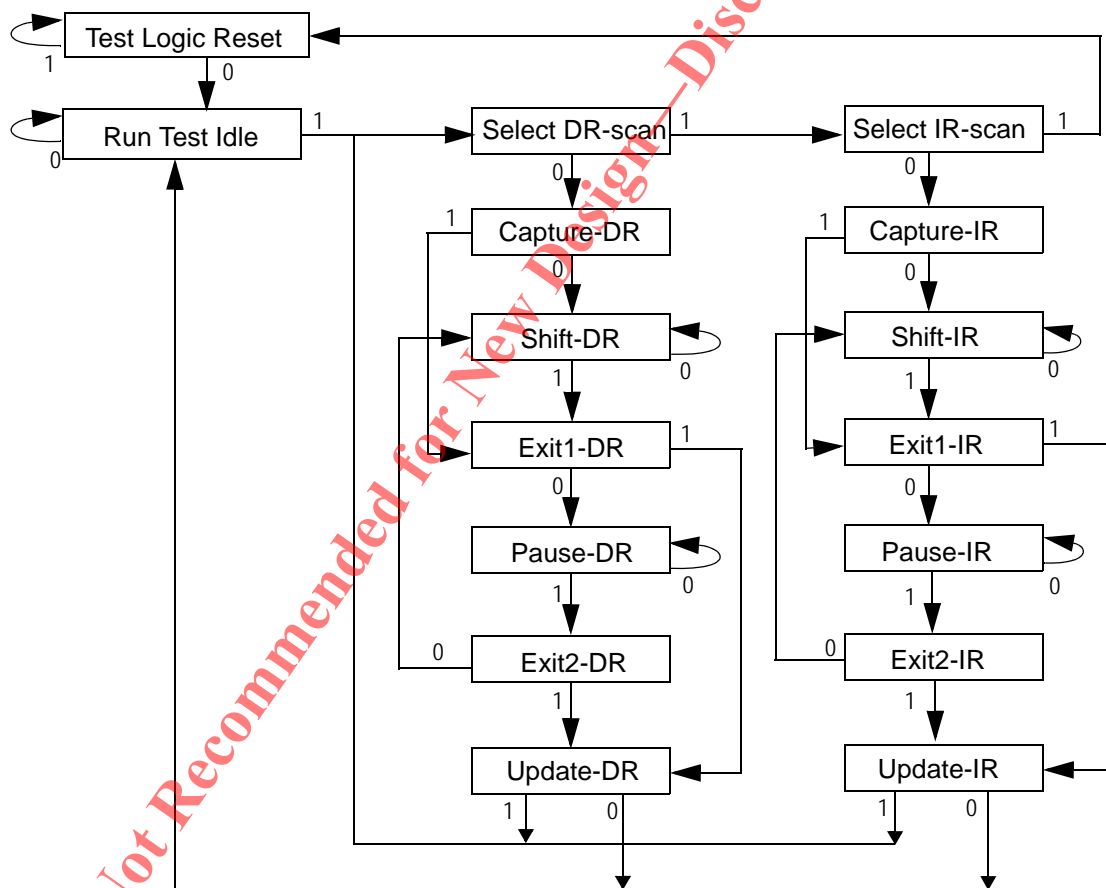 Test Logic Reset
1
0
Run Test Idle
0
1
Select DR-scan
1
0
Select IR-scan
1
0
Capture-DR
1
0
Capture-IR
1
0
Shift-DR
0
1
Shift-IR
0
1
Exit1-DR
1
0
Exit1-IR
1
0
Pause-DR
0
1
Pause-IR
0
1
Exit2-DR
0
1
Exit2-IR
0
1
Update-DR
1
0
Update-IR
1
0
Not Recommended for New Design—Disc